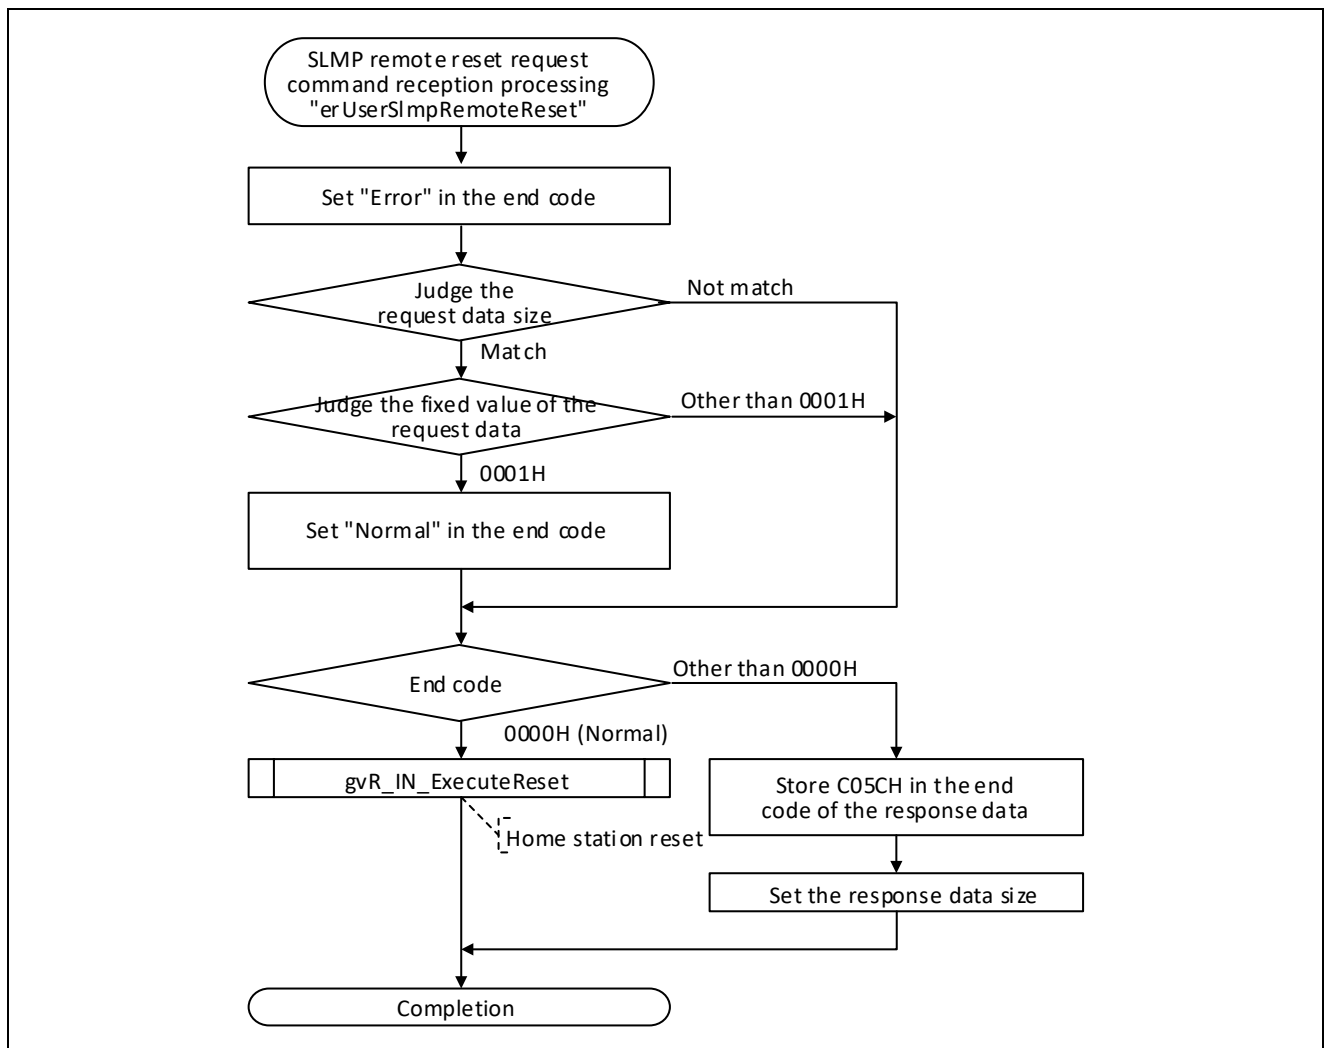 SLMP remote reset request
command reception processing
"erUserSlmpRemoteReset"
Set "Error" in the end code
Judge the
request data size
Not match
Match
Judge the fixed value of the
request data
Other than 0001H
0001H
Set "Normal" in the end code
End code
Other than 0000H
0000H (Normal)
gvR_IN_ExecuteReset
Home station reset
Store C05CH in the end
code of the response data
Set the response data size
Completion